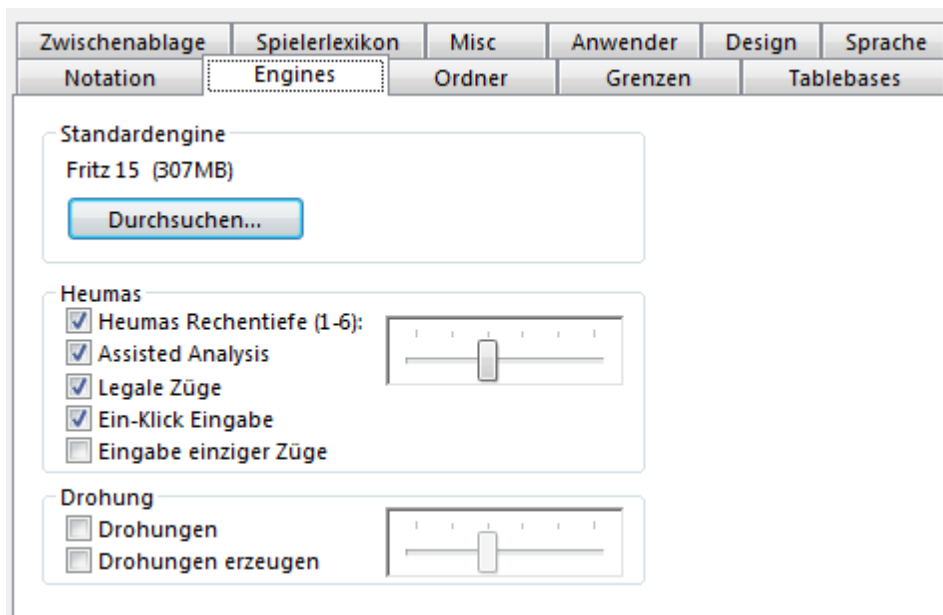 Zwischenablage Spielerlexikon Misc Anwender Design Sprache
Notation Engines Ordner Grenzen Tablebases
Standardengine
Fritz 15 (307MB)
Durchsuchen...
Heumas
Heumas Rechentiefe (1-6):
Assisted Analysis
Legale Züge
Ein-Klick Eingabe
Eingabe einziger Züge
Drohung
Drohungen
Drohungen erzeugen